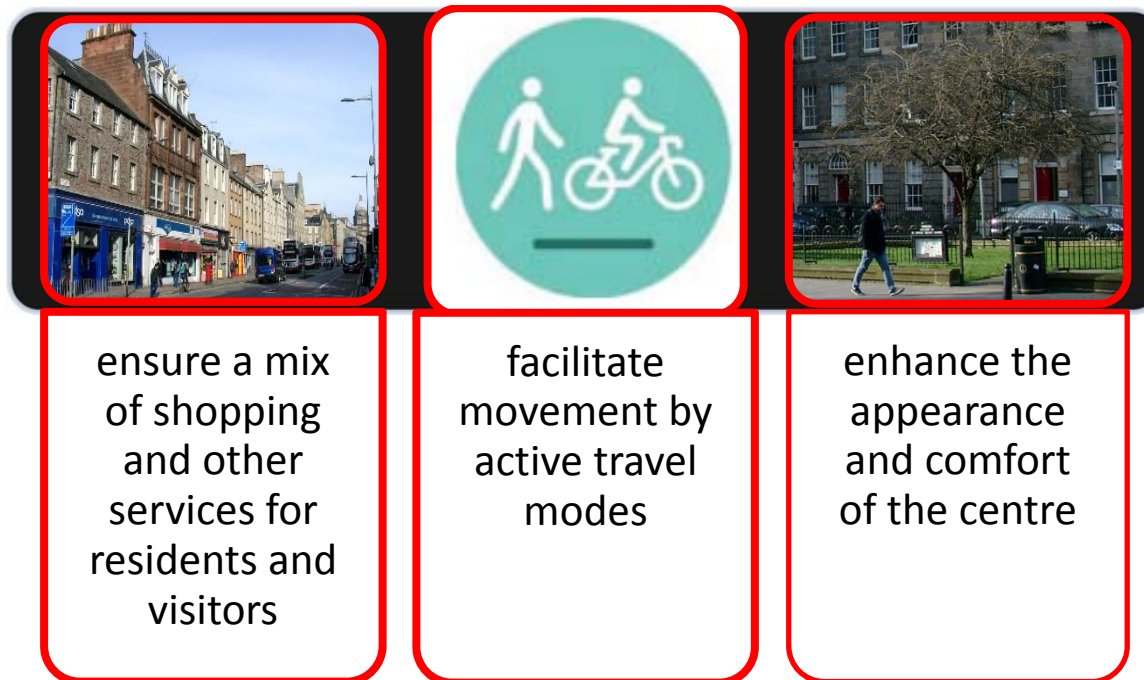 ensure a mix
of shopping
and other
services for
residents and
visitors
facilitate
movement by
active travel
modes
enhance the
appearance
and comfort
of the centre